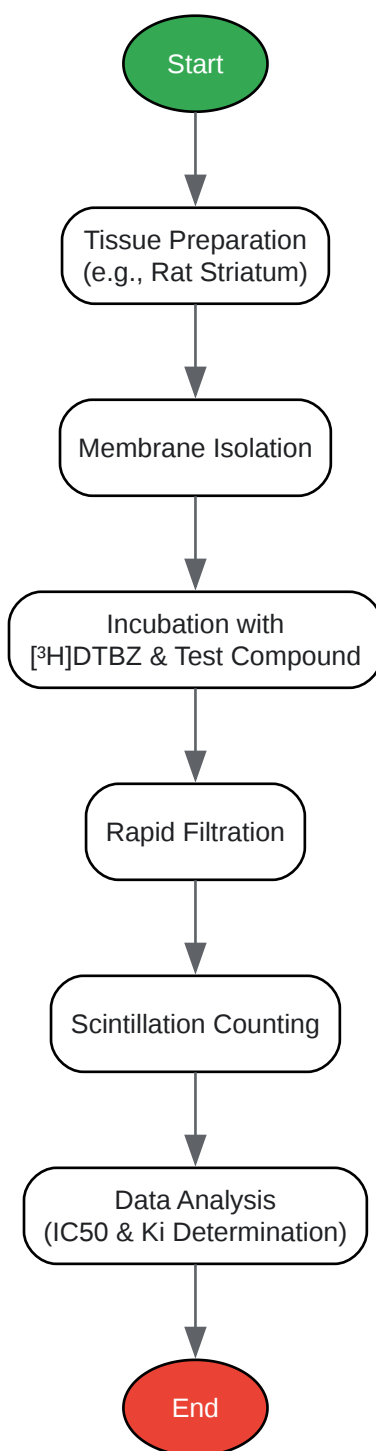 Start
Tissue Preparation
(e.g., Rat Striatum)
Membrane Isolation
Incubation with
[³H]DTBZ & Test Compound
Rapid Filtration
Scintillation Counting
Data Analysis
(IC50 & Ki Determination)
End